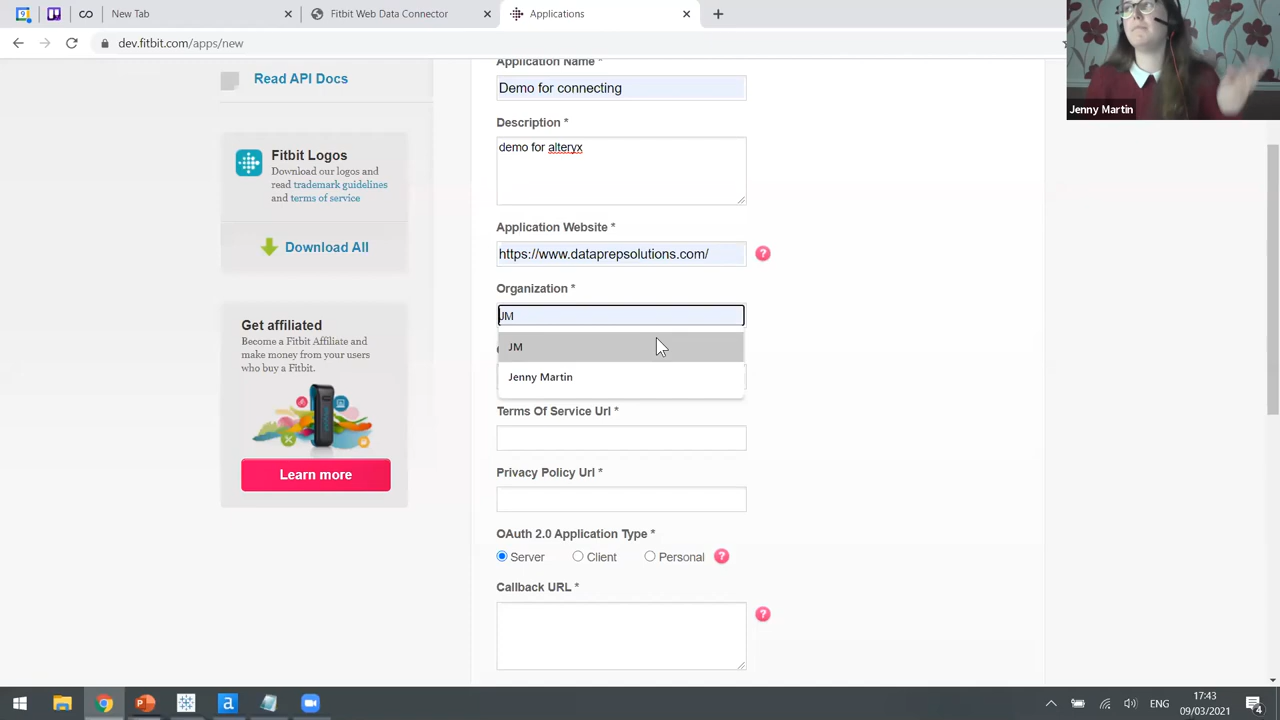 New Tab
Fitbit Web Data Connector
Applications
dev.fitbit.com/apps/new
Jenny Martin
Read API Docs
Fitbit Logos
Download our logos and
read trademark guidelines
and terms of service
Download All
Get affiliated
Become a Fitbit Affiliate and
make money from your users
who buy a Fitbit.
Learn more
Application Name *
Demo for connecting
Description *
demo for alteryx
Application Website *
https://www.dataprepsolutions.com/
?
Organization *
JM
JM
Jenny Martin
Terms Of Service Url *
Privacy Policy Url *
OAuth 2.0 Application Type *
Server Client Personal ?
Callback URL *
?
ENG
17:43
09/03/2021
4